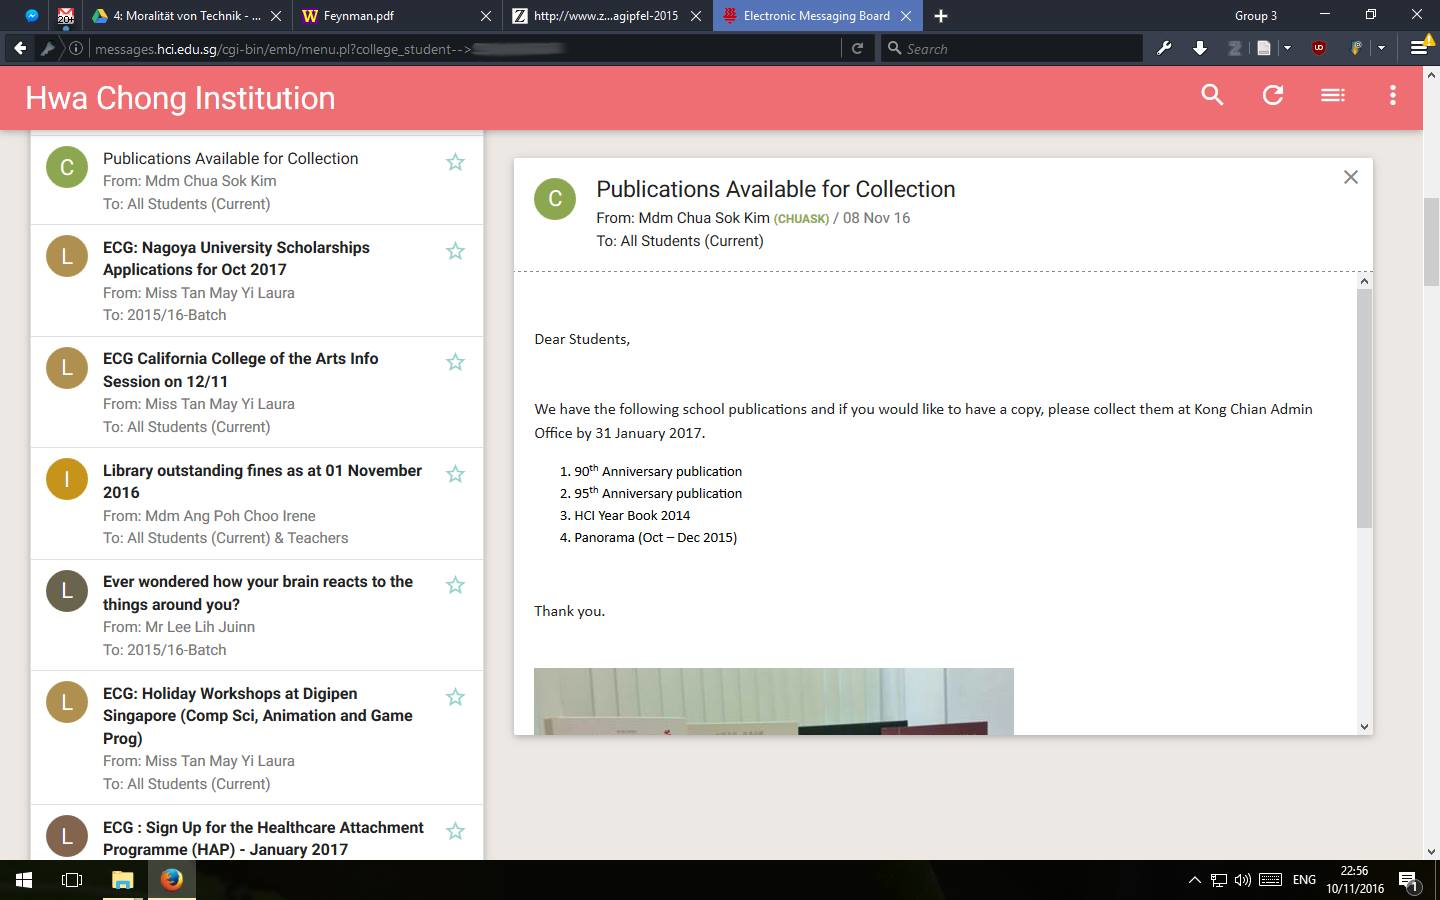 20+
4: Moralität von Technik - ...
Feynman.pdf
http://www.z...agipfel-2015
Electronic Messaging Board
Group 3
messages.hci.edu.sg/cgi-bin/emb/menu.pl?college_student-->
Search
Hwa Chong Institution
C
Publications Available for Collection
From: Mdm Chua Sok Kim
To: All Students (Current)
L
ECG: Nagoya University Scholarships
Applications for Oct 2017
From: Miss Tan May Yi Laura
To: 2015/16-Batch
L
ECG California College of the Arts Info
Session on 12/11
From: Miss Tan May Yi Laura
To: All Students (Current)
I
Library outstanding fines as at 01 November
2016
From: Mdm Ang Poh Choo Irene
To: All Students (Current) & Teachers
L
Ever wondered how your brain reacts to the
things around you?
From: Mr Lee Lih Juinn
To: 2015/16-Batch
L
ECG: Holiday Workshops at Digipen
Singapore (Comp Sci, Animation and Game
Prog)
From: Miss Tan May Yi Laura
To: All Students (Current)
L
ECG : Sign Up for the Healthcare Attachment
Programme (HAP) - January 2017
C
Publications Available for Collection
From: Mdm Chua Sok Kim (CHUASK) / 08 Nov 16
To: All Students (Current)
Dear Students,
We have the following school publications and if you would like to have a copy, please collect them at Kong Chian Admin
Office by 31 January 2017.
1. 90th Anniversary publication
2. 95th Anniversary publication
3. HCI Year Book 2014
4. Panorama (Oct – Dec 2015)
Thank you.
ENG
22:56
10/11/2016
1